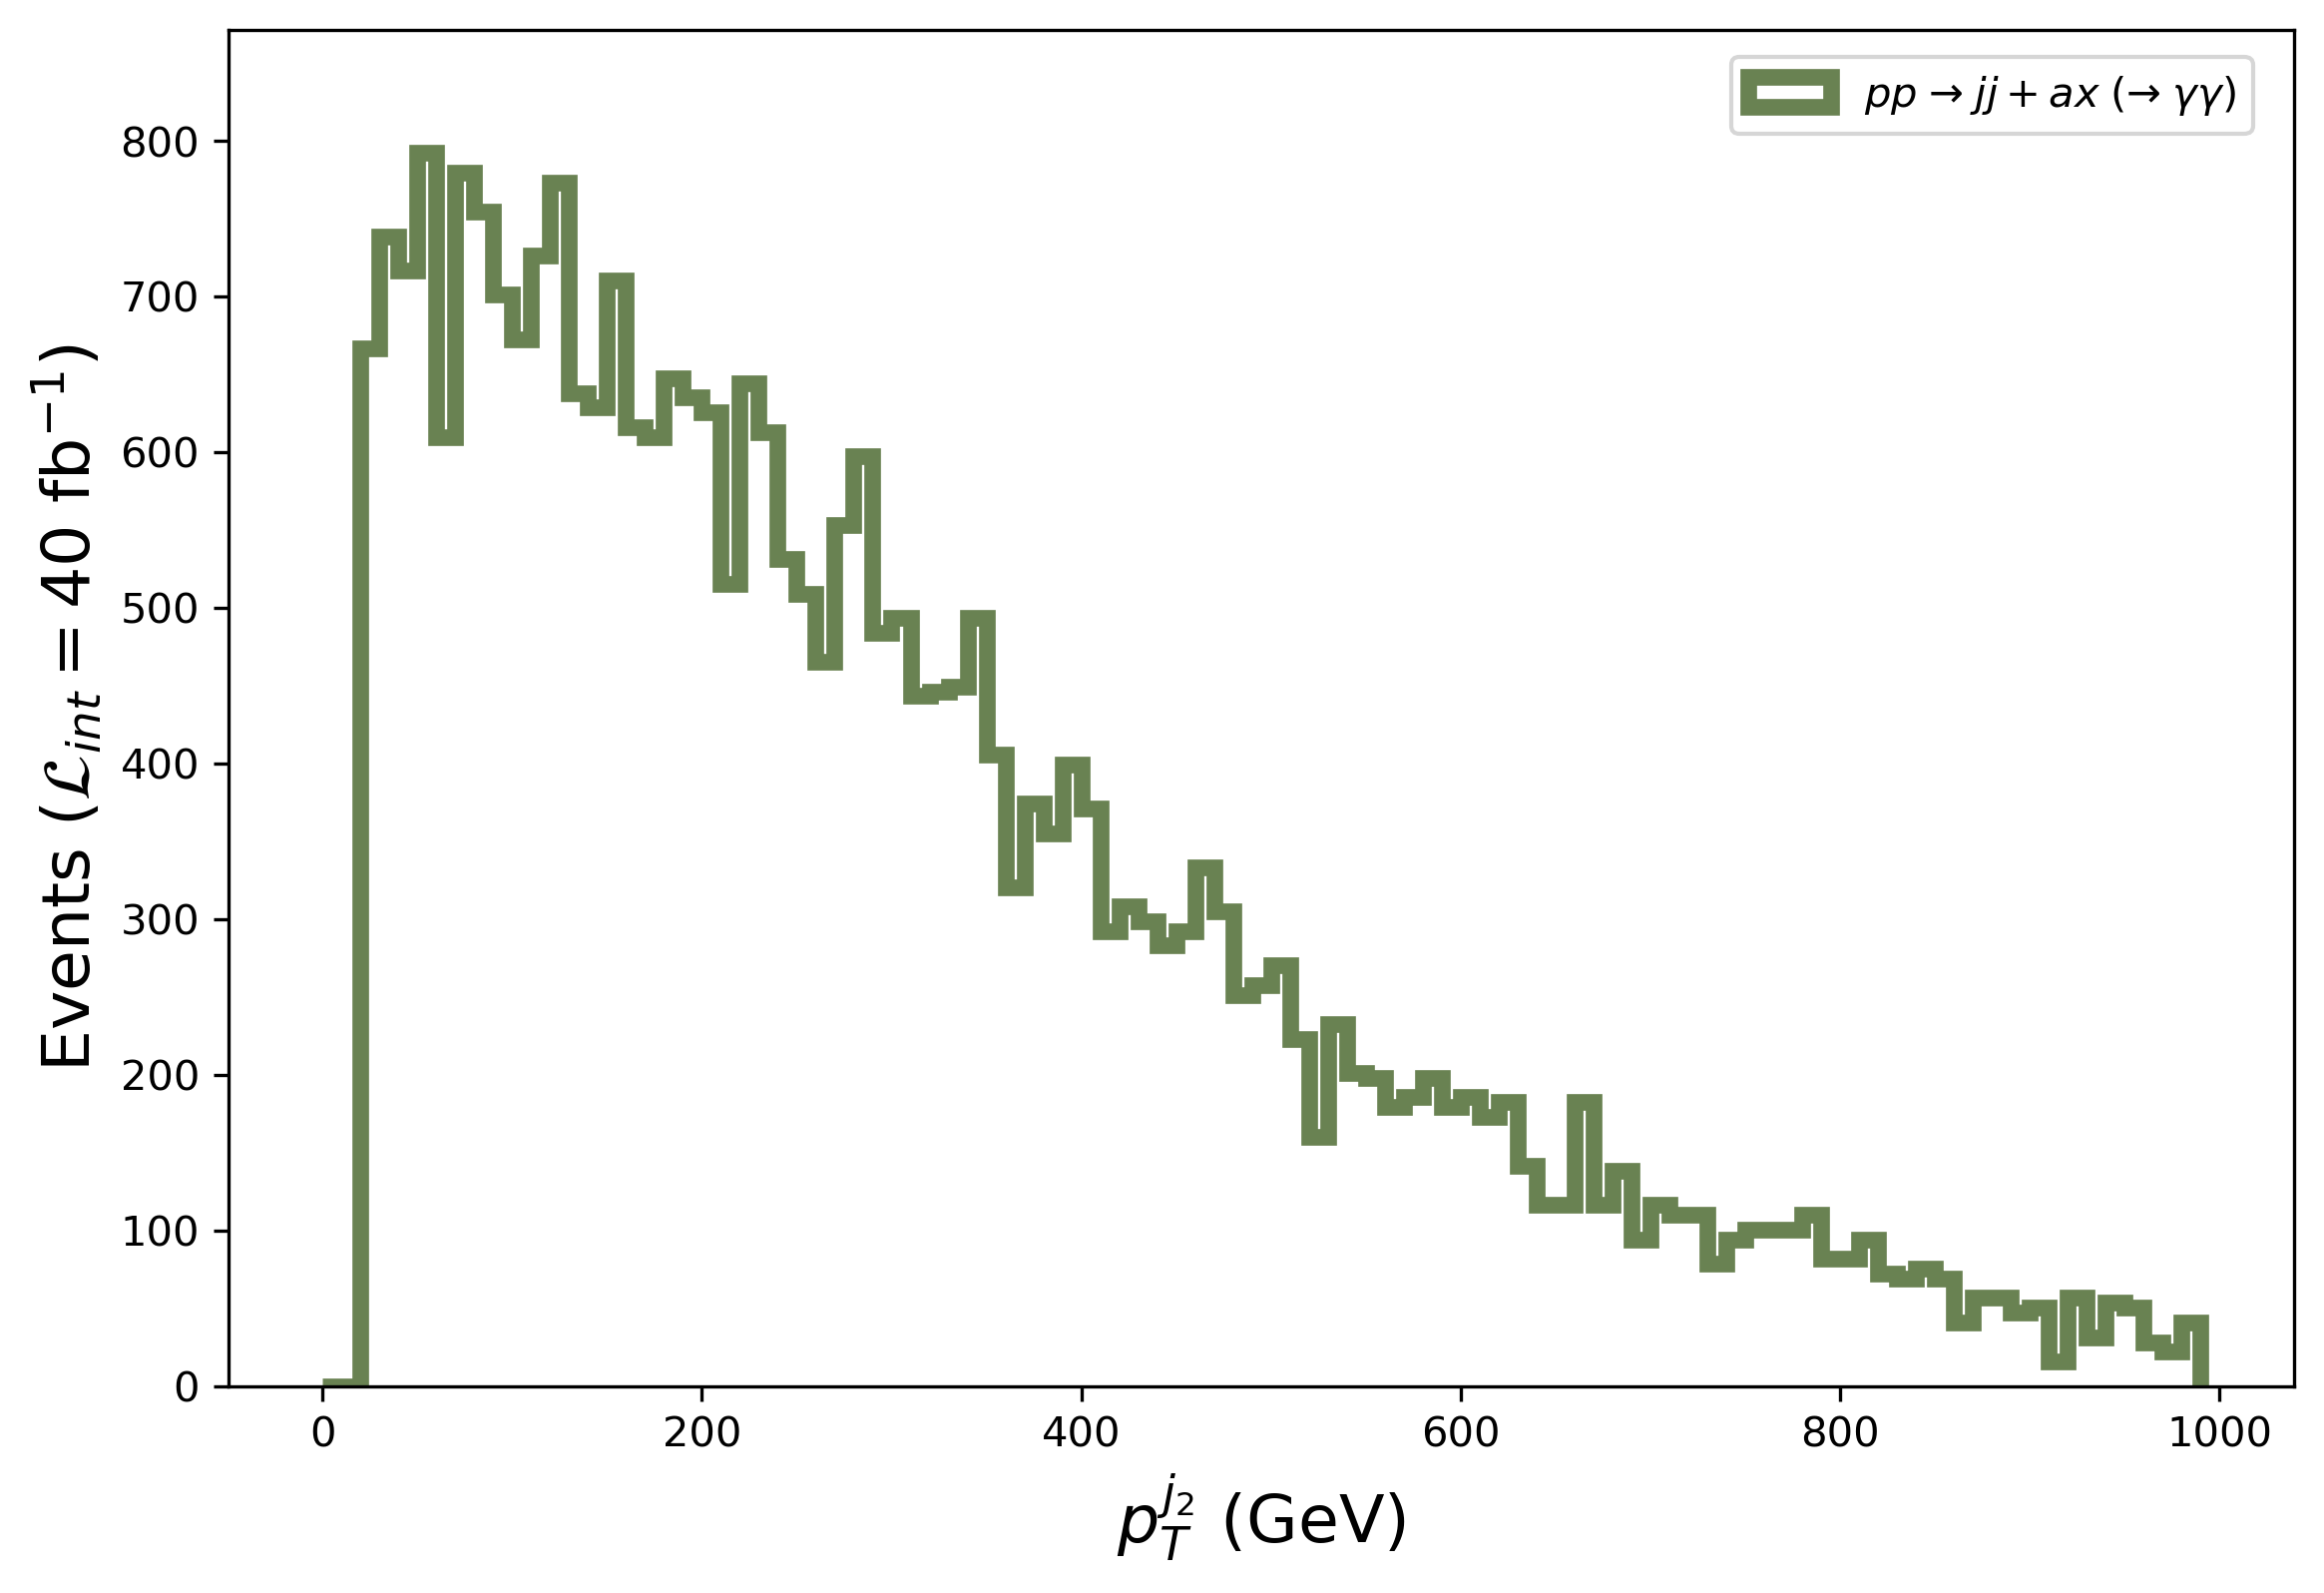 pp → jj + ax (→ γγ)
Events (ℒ_int = 40 fb⁻¹)
800
700
600
500
400
300
200
100
0
0 200 400 600 800 1000
p_T^{j_2} (GeV)